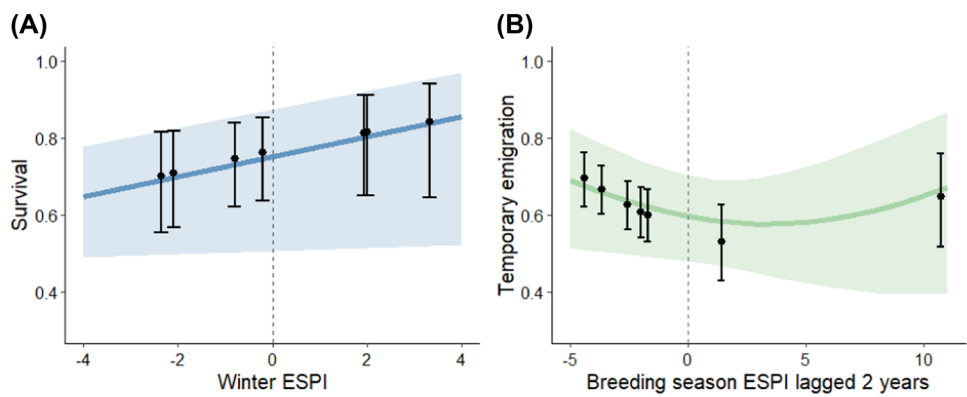 (A)
Survival
1.0
0.8
0.6
0.4
-4
-2
0
2
4
Winter ESPI
(B)
Temporary emigration
1.0
0.8
0.6
0.4
-5
0
5
10
Breeding season ESPI lagged 2 years